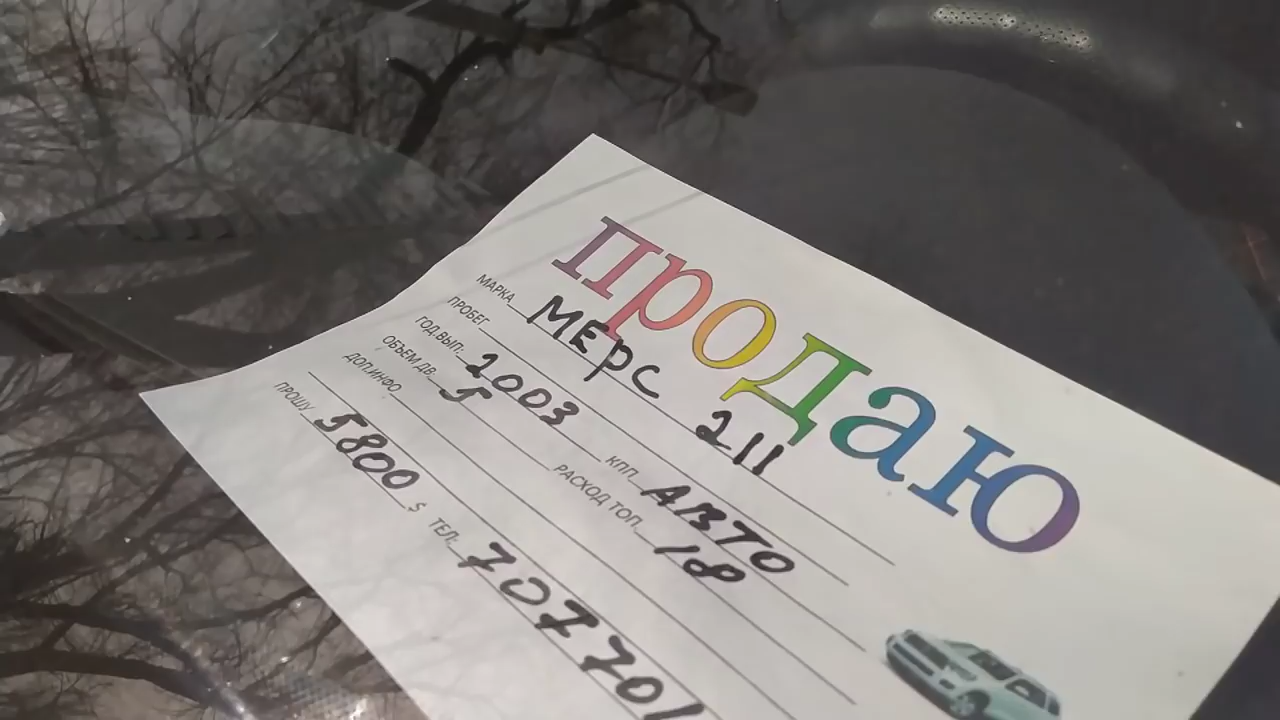 продаю
МАРКА МЕРС 211
ПРОБЕГ
ГОД.ВЫП. 2003 КПП. АВТО
ОБЪЕМ ДВ. 5 РАСХОД ТОП. 18
ДОП.ИНФО
ПРОШУ 5800 $ ТЕЛ: 707701